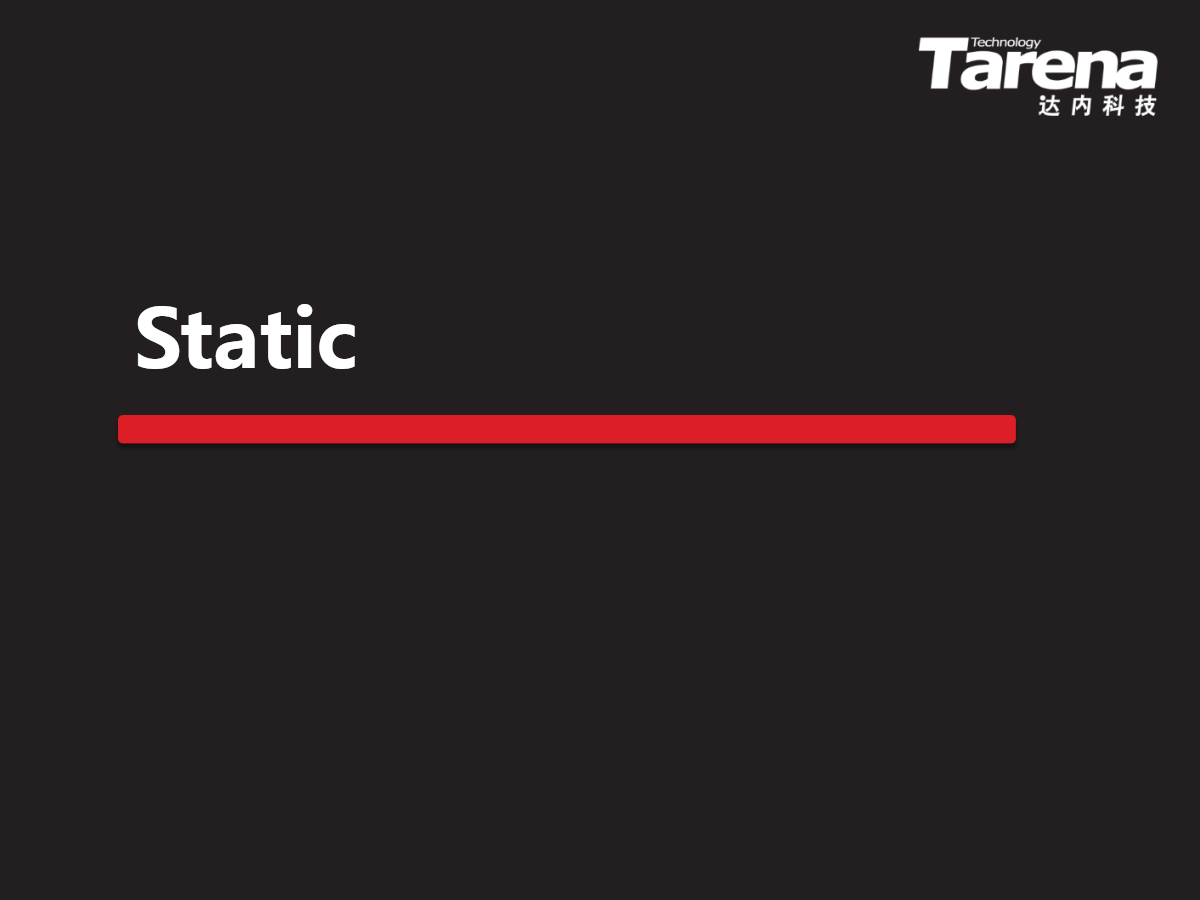 Technology
Tarena
达内科技
Static